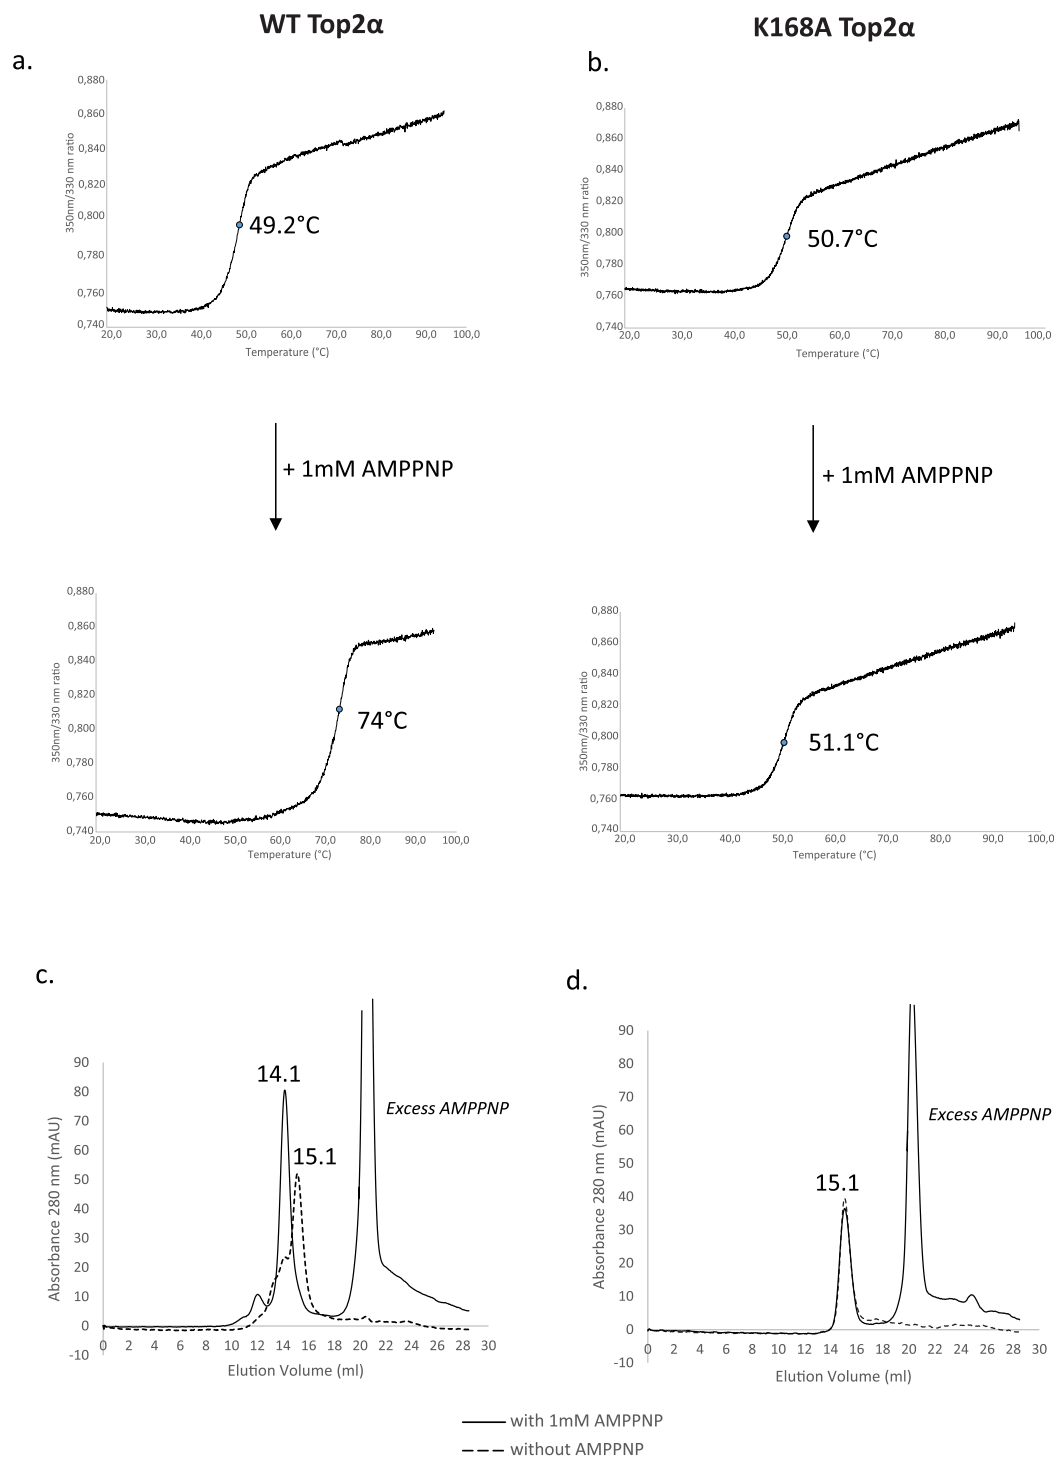 WT Top2α
K168A Top2α
a.
0,880
0,860
0,840
0,820
0,800
0,780
0,760
0,740
350nm/330 nm ratio
49.2°C
20,0 30,0 40,0 50,0 60,0 70,0 80,0 90,0 100,0
Temperature (°C)
b.
0,880
0,860
0,840
0,820
0,800
0,780
0,760
0,740
350nm/330 nm ratio
50.7°C
20,0 30,0 40,0 50,0 60,0 70,0 80,0 90,0 100,0
Temperature (°C)
+ 1mM AMPPNP
+ 1mM AMPPNP
0,880
0,860
0,840
0,820
0,800
0,780
0,760
0,740
350nm/330 nm ratio
74°C
20,0 30,0 40,0 50,0 60,0 70,0 80,0 90,0 100,0
Temperature (°C)
0,880
0,860
0,840
0,820
0,800
0,780
0,760
0,740
350nm/330 nm ratio
51.1°C
20,0 30,0 40,0 50,0 60,0 70,0 80,0 90,0 100,0
Temperature (°C)
c.
90
80
70
60
50
40
30
20
10
0
-10
Absorbance 280 nm (mAU)
14.1
15.1
Excess AMPPNP
0 2 4 6 8 10 12 14 16 18 20 22 24 26 28 30
Elution Volume (ml)
d.
90
80
70
60
50
40
30
20
10
0
-10
Absorbance 280 nm (mAU)
15.1
Excess AMPPNP
0 2 4 6 8 10 12 14 16 18 20 22 24 26 28 30
Elution Volume (ml)
with 1mM AMPPNP
without AMPPNP